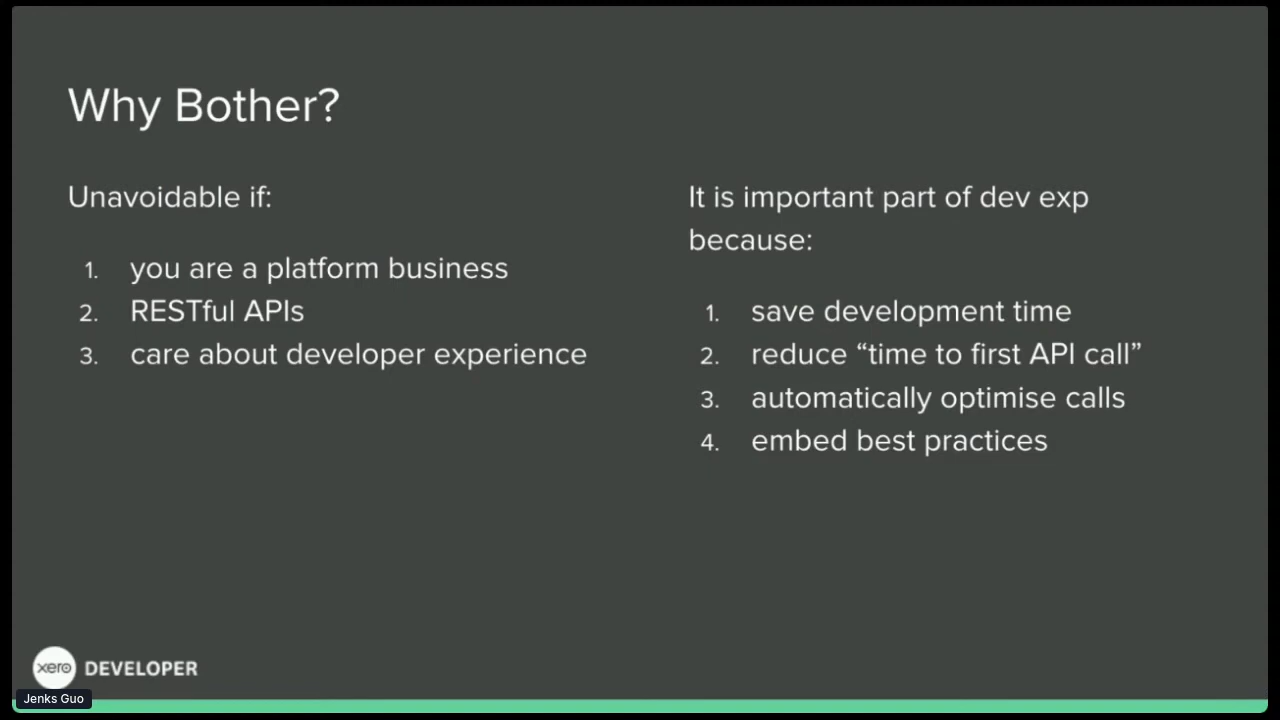 Why Bother?
Unavoidable if:
1. you are a platform business
2. RESTful APIs
3. care about developer experience
It is important part of dev exp
because:
1. save development time
2. reduce “time to first API call”
3. automatically optimise calls
4. embed best practices
xero DEVELOPER
Jenks Guo